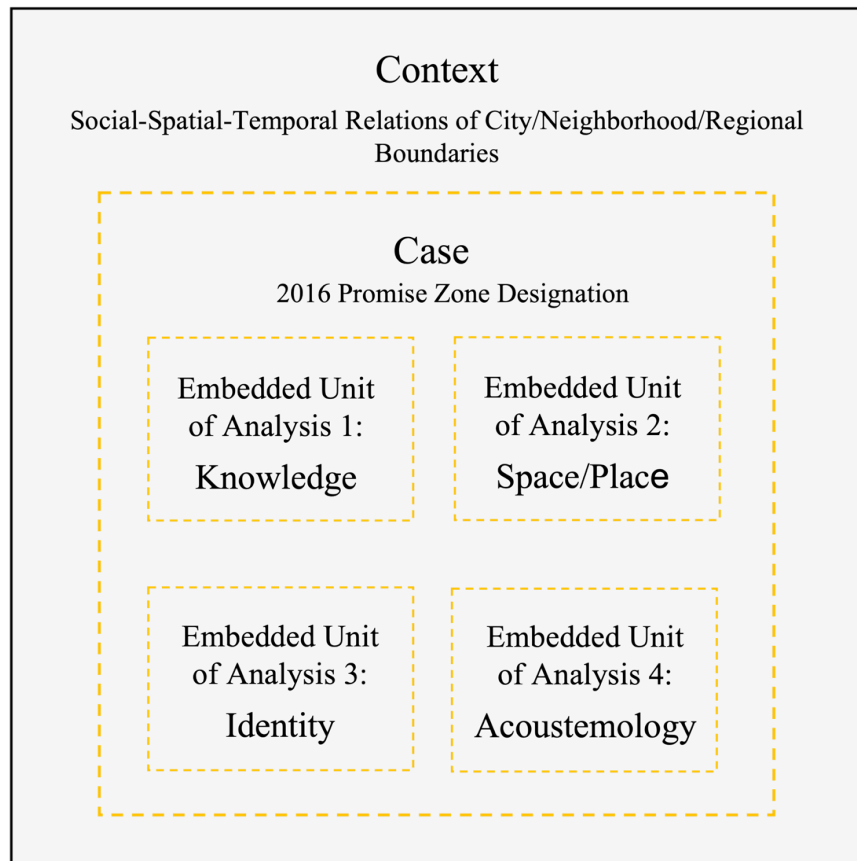 Context
Social-Spatial-Temporal Relations of City/Neighborhood/Regional
Boundaries
Case
2016 Promise Zone Designation
Embedded Unit
of Analysis 1:
Knowledge
Embedded Unit
of Analysis 2:
Space/Place
Embedded Unit
of Analysis 3:
Identity
Embedded Unit
of Analysis 4:
Acoustemology